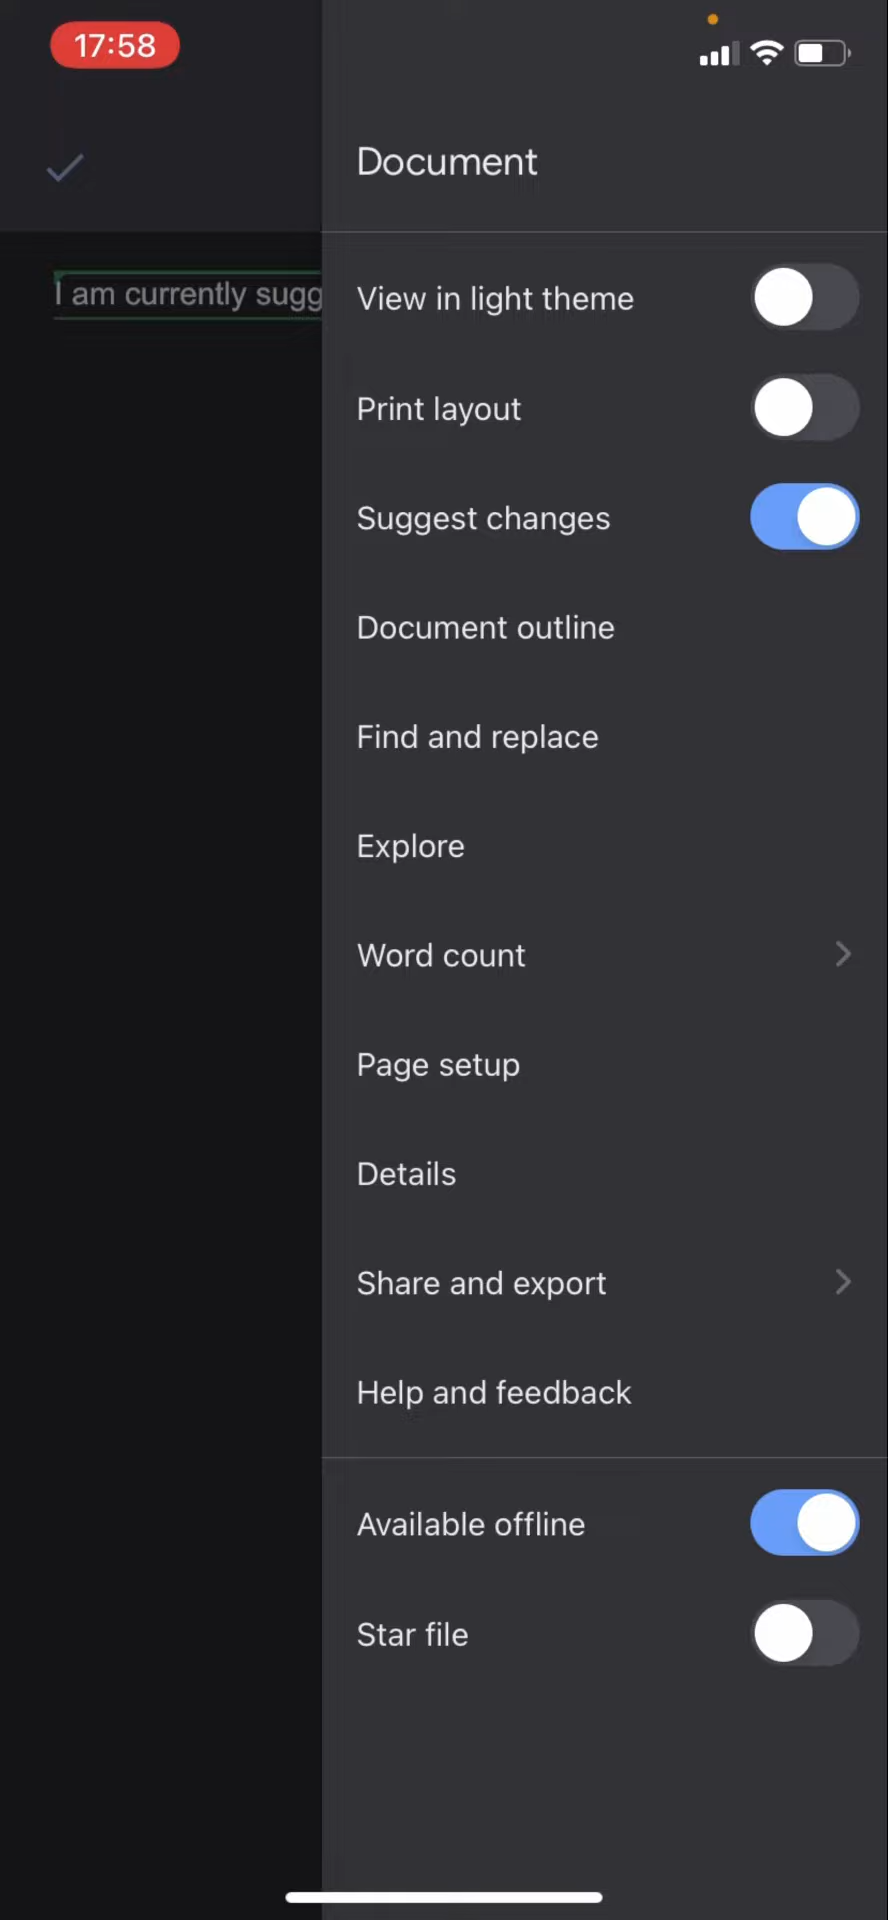 17:58
Document
I am currently sugg
View in light theme
Print layout
Suggest changes
Document outline
Find and replace
Explore
Word count
Page setup
Details
Share and export
Help and feedback
Available offline
Star file